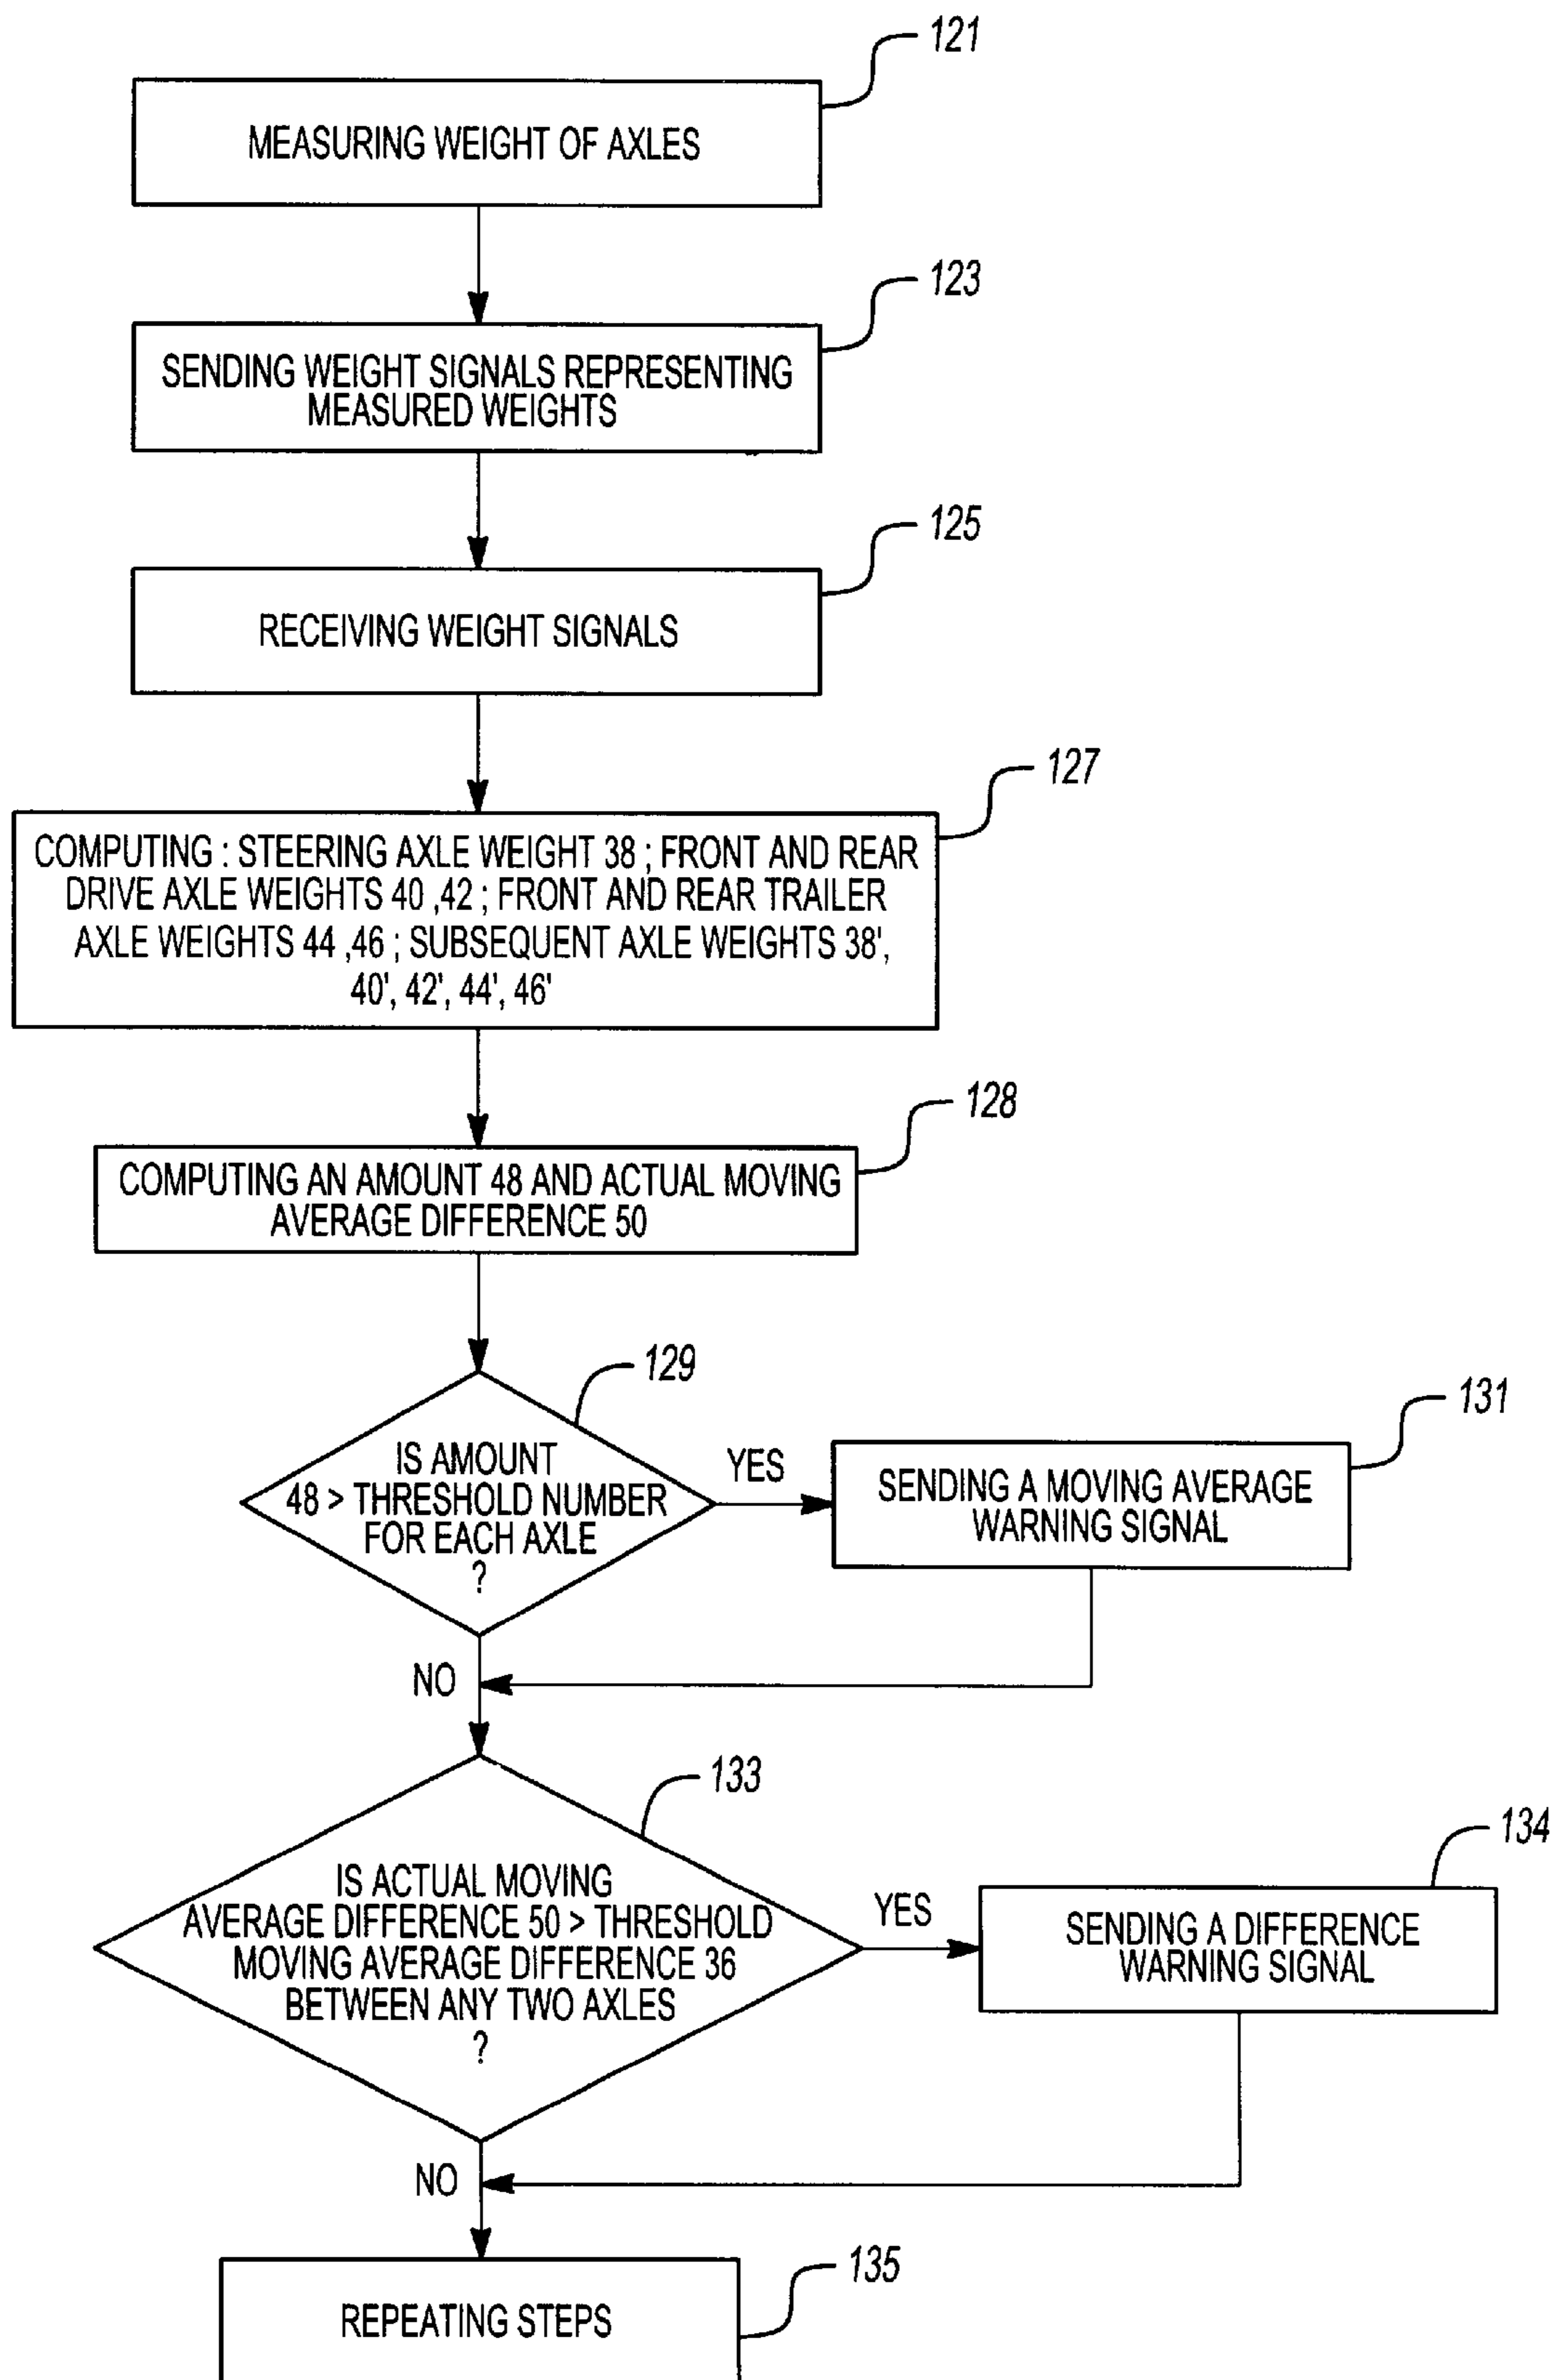 121
MEASURING WEIGHT OF AXLES
123
SENDING WEIGHT SIGNALS REPRESENTING
MEASURED WEIGHTS
125
RECEIVING WEIGHT SIGNALS
127
COMPUTING : STEERING AXLE WEIGHT 38 ; FRONT AND REAR
DRIVE AXLE WEIGHTS 40 ,42 ; FRONT AND REAR TRAILER
AXLE WEIGHTS 44 ,46 ; SUBSEQUENT AXLE WEIGHTS 38',
40', 42', 44', 46'
128
COMPUTING AN AMOUNT 48 AND ACTUAL MOVING
AVERAGE DIFFERENCE 50
129
IS AMOUNT
48 > THRESHOLD NUMBER
FOR EACH AXLE
?
YES
131
SENDING A MOVING AVERAGE
WARNING SIGNAL
NO
133
IS ACTUAL MOVING
AVERAGE DIFFERENCE 50 > THRESHOLD
MOVING AVERAGE DIFFERENCE 36
BETWEEN ANY TWO AXLES
?
YES
134
SENDING A DIFFERENCE
WARNING SIGNAL
NO
135
REPEATING STEPS